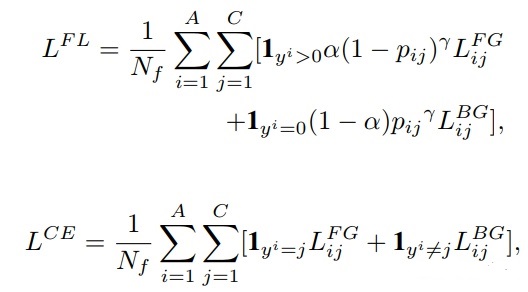 L^{FL} = \frac{1}{N_f} \sum_{i=1}^{A} \sum_{j=1}^{C} [\mathbf{1}_{y^i>0} \alpha (1 - p_{ij})^{\gamma} L_{ij}^{FG}
+ \mathbf{1}_{y^i=0} (1 - \alpha) {p_{ij}}^{\gamma} L_{ij}^{BG}],
L^{CE} = \frac{1}{N_f} \sum_{i=1}^{A} \sum_{j=1}^{C} [\mathbf{1}_{y^i=j} L_{ij}^{FG} + \mathbf{1}_{y^i \neq j} L_{ij}^{BG}],